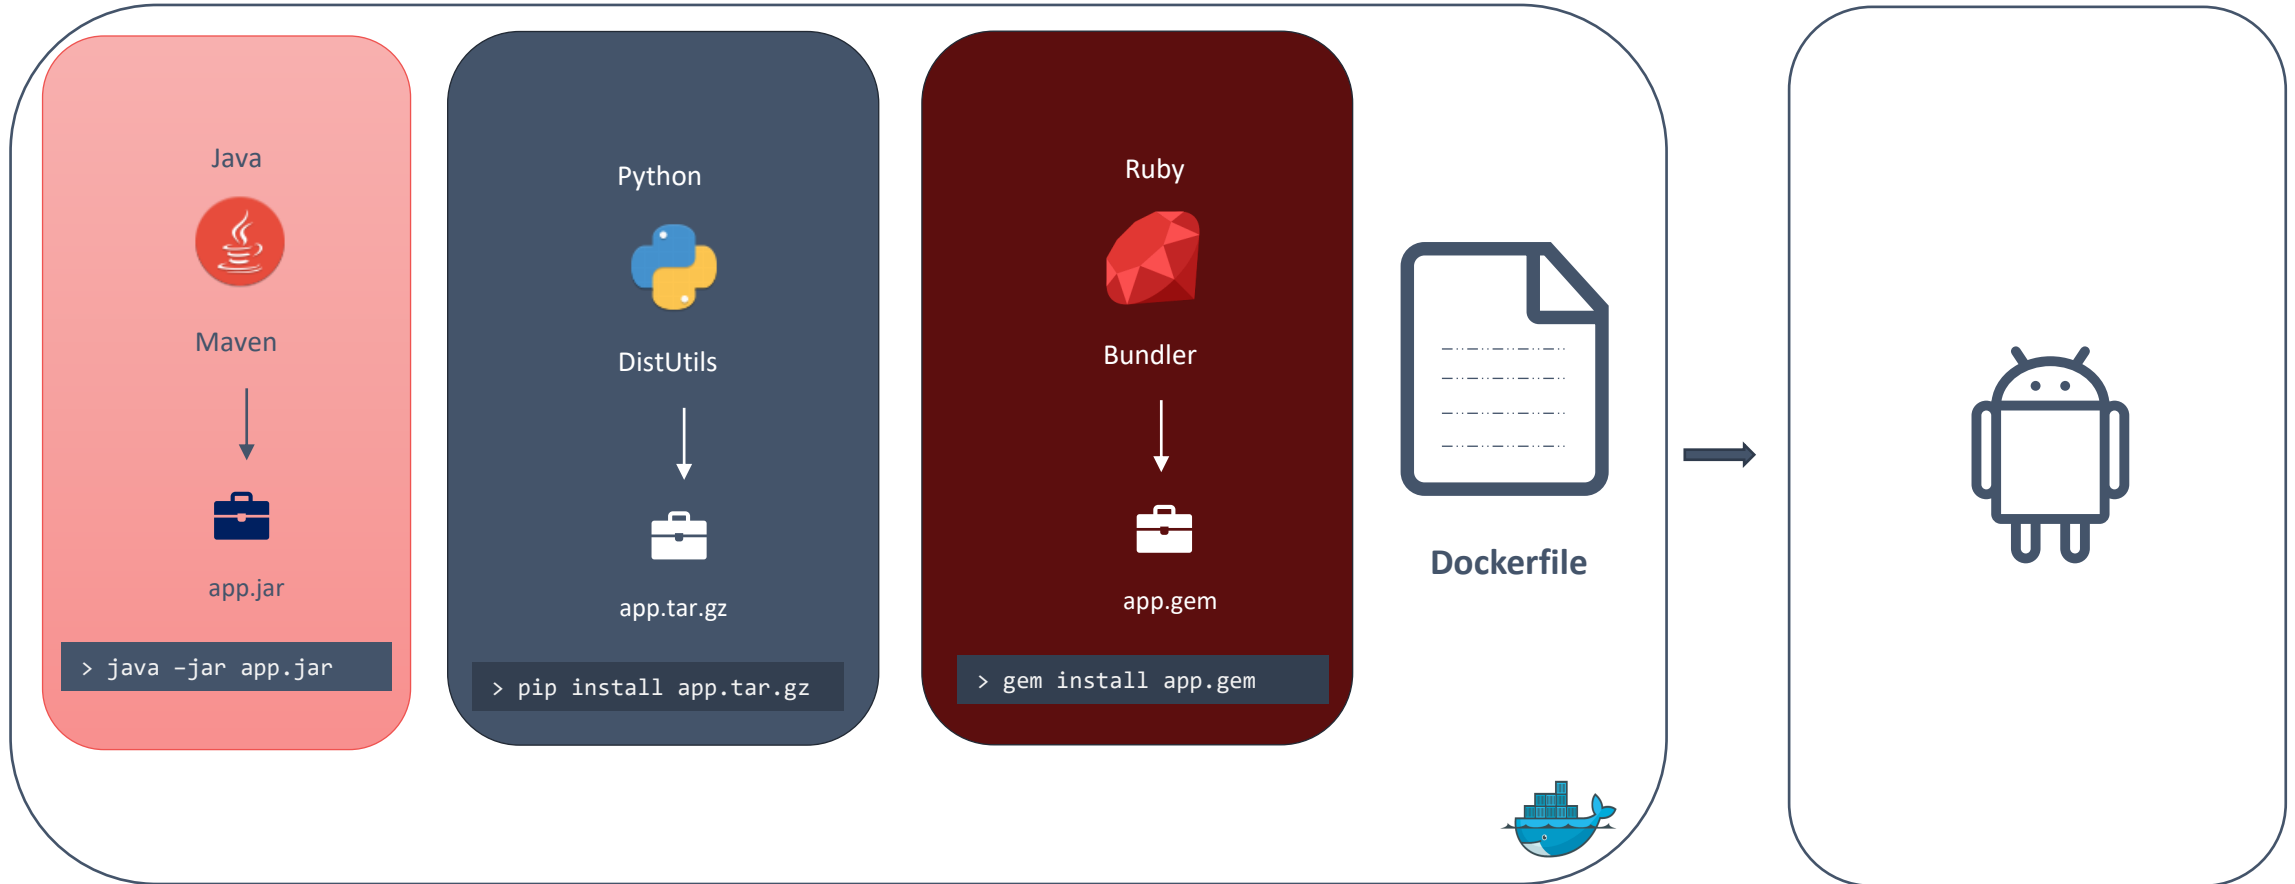 Java
Maven
app.jar
> java –jar app.jar
Python
DistUtils
app.tar.gz
> pip install app.tar.gz
Ruby
Bundler
app.gem
> gem install app.gem
Dockerfile